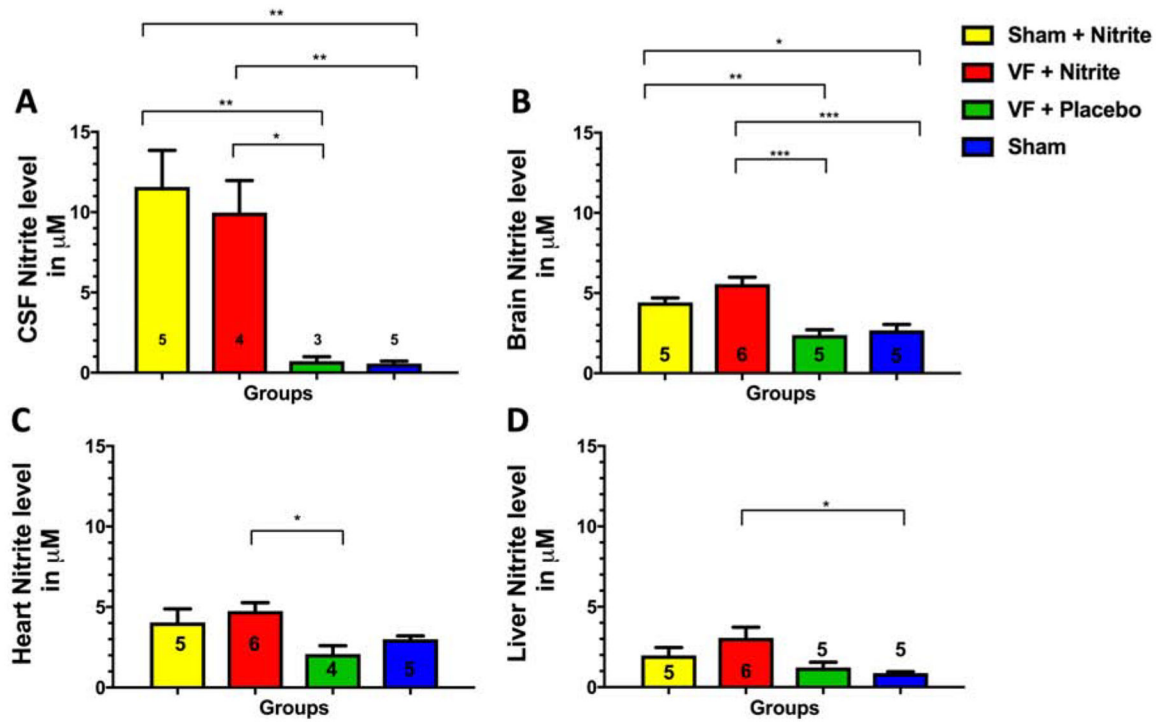 **
**
**
*
A
15
10
5
0
CSF Nitrite level
in μM
5
4
3
5
Groups
*
**
***
***
B
15
10
5
0
Brain Nitrite level
in μM
5
6
5
5
Groups
Sham + Nitrite
VF + Nitrite
VF + Placebo
Sham
C
15
10
5
0
Heart Nitrite level
in μM
*
5
6
4
5
Groups
D
15
10
5
0
Liver Nitrite level
in μM
*
5
6
5
5
Groups